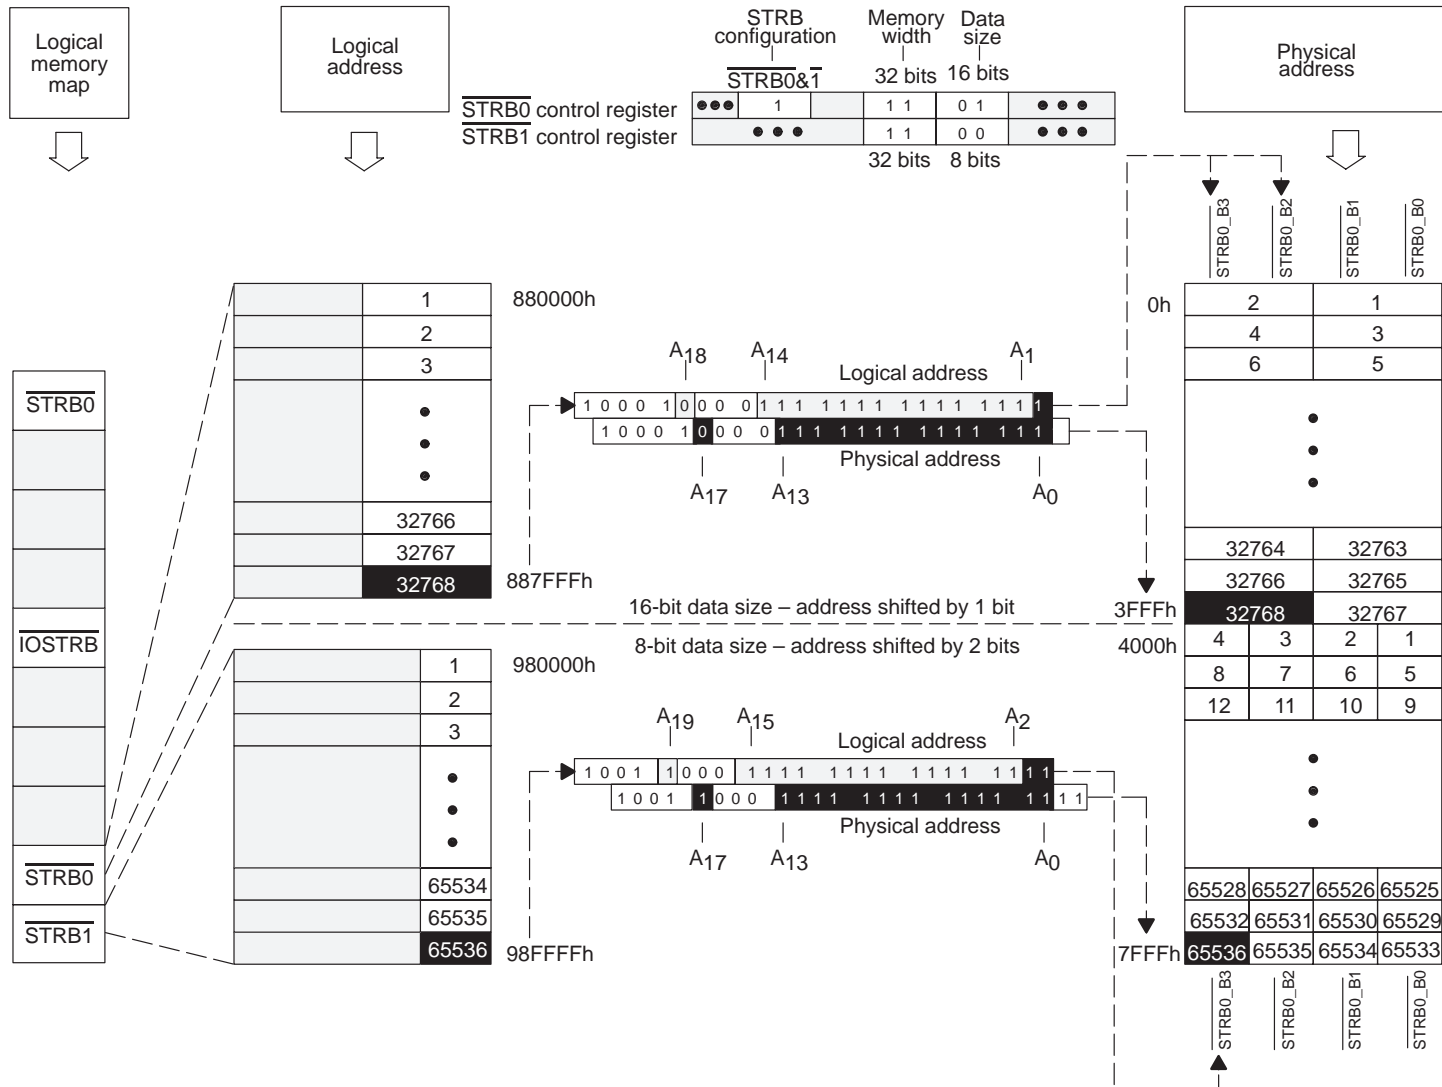 Logical memory map
Logical address
STRB configuration
Memory width
Data size
Physical address
STRB0&1
32 bits
16 bits
STRB0 control register
1
1 1
0 1
STRB1 control register
1 1
0 0
32 bits
8 bits
STRB0_B3
STRB0_B2
STRB0_B1
STRB0_B0
1
880000h
0h
2
1
2
4
3
3
6
5
A18
A14
A1
Logical address
1 0 0 0 1 0 0 0 0 1 1 1 1 1 1 1 1 1 1 1 1 1 1 1
1 0 0 0 1 0 0 0 0 1 1 1 1 1 1 1 1 1 1 1 1 1 1
Physical address
A17
A13
A0
STRB0
IOSTRB
STRB0
STRB1
32766
32767
32768
887FFFh
32764
32763
32766
32765
3FFFh
32768
32767
16-bit data size – address shifted by 1 bit
8-bit data size – address shifted by 2 bits
4000h
4
3
2
1
8
7
6
5
12
11
10
9
1
980000h
2
3
A19
A15
A2
Logical address
1 0 0 1 1 0 0 0 1 1 1 1 1 1 1 1 1 1 1 1 1 1 1 1
1 0 0 1 1 0 0 0 1 1 1 1 1 1 1 1 1 1 1 1 1 1 1 1
Physical address
A17
A13
A0
65534
65535
65536
98FFFFh
65528
65527
65526
65525
65532
65531
65530
65529
7FFFh
65536
65535
65534
65533
STRB0_B3
STRB0_B2
STRB0_B1
STRB0_B0